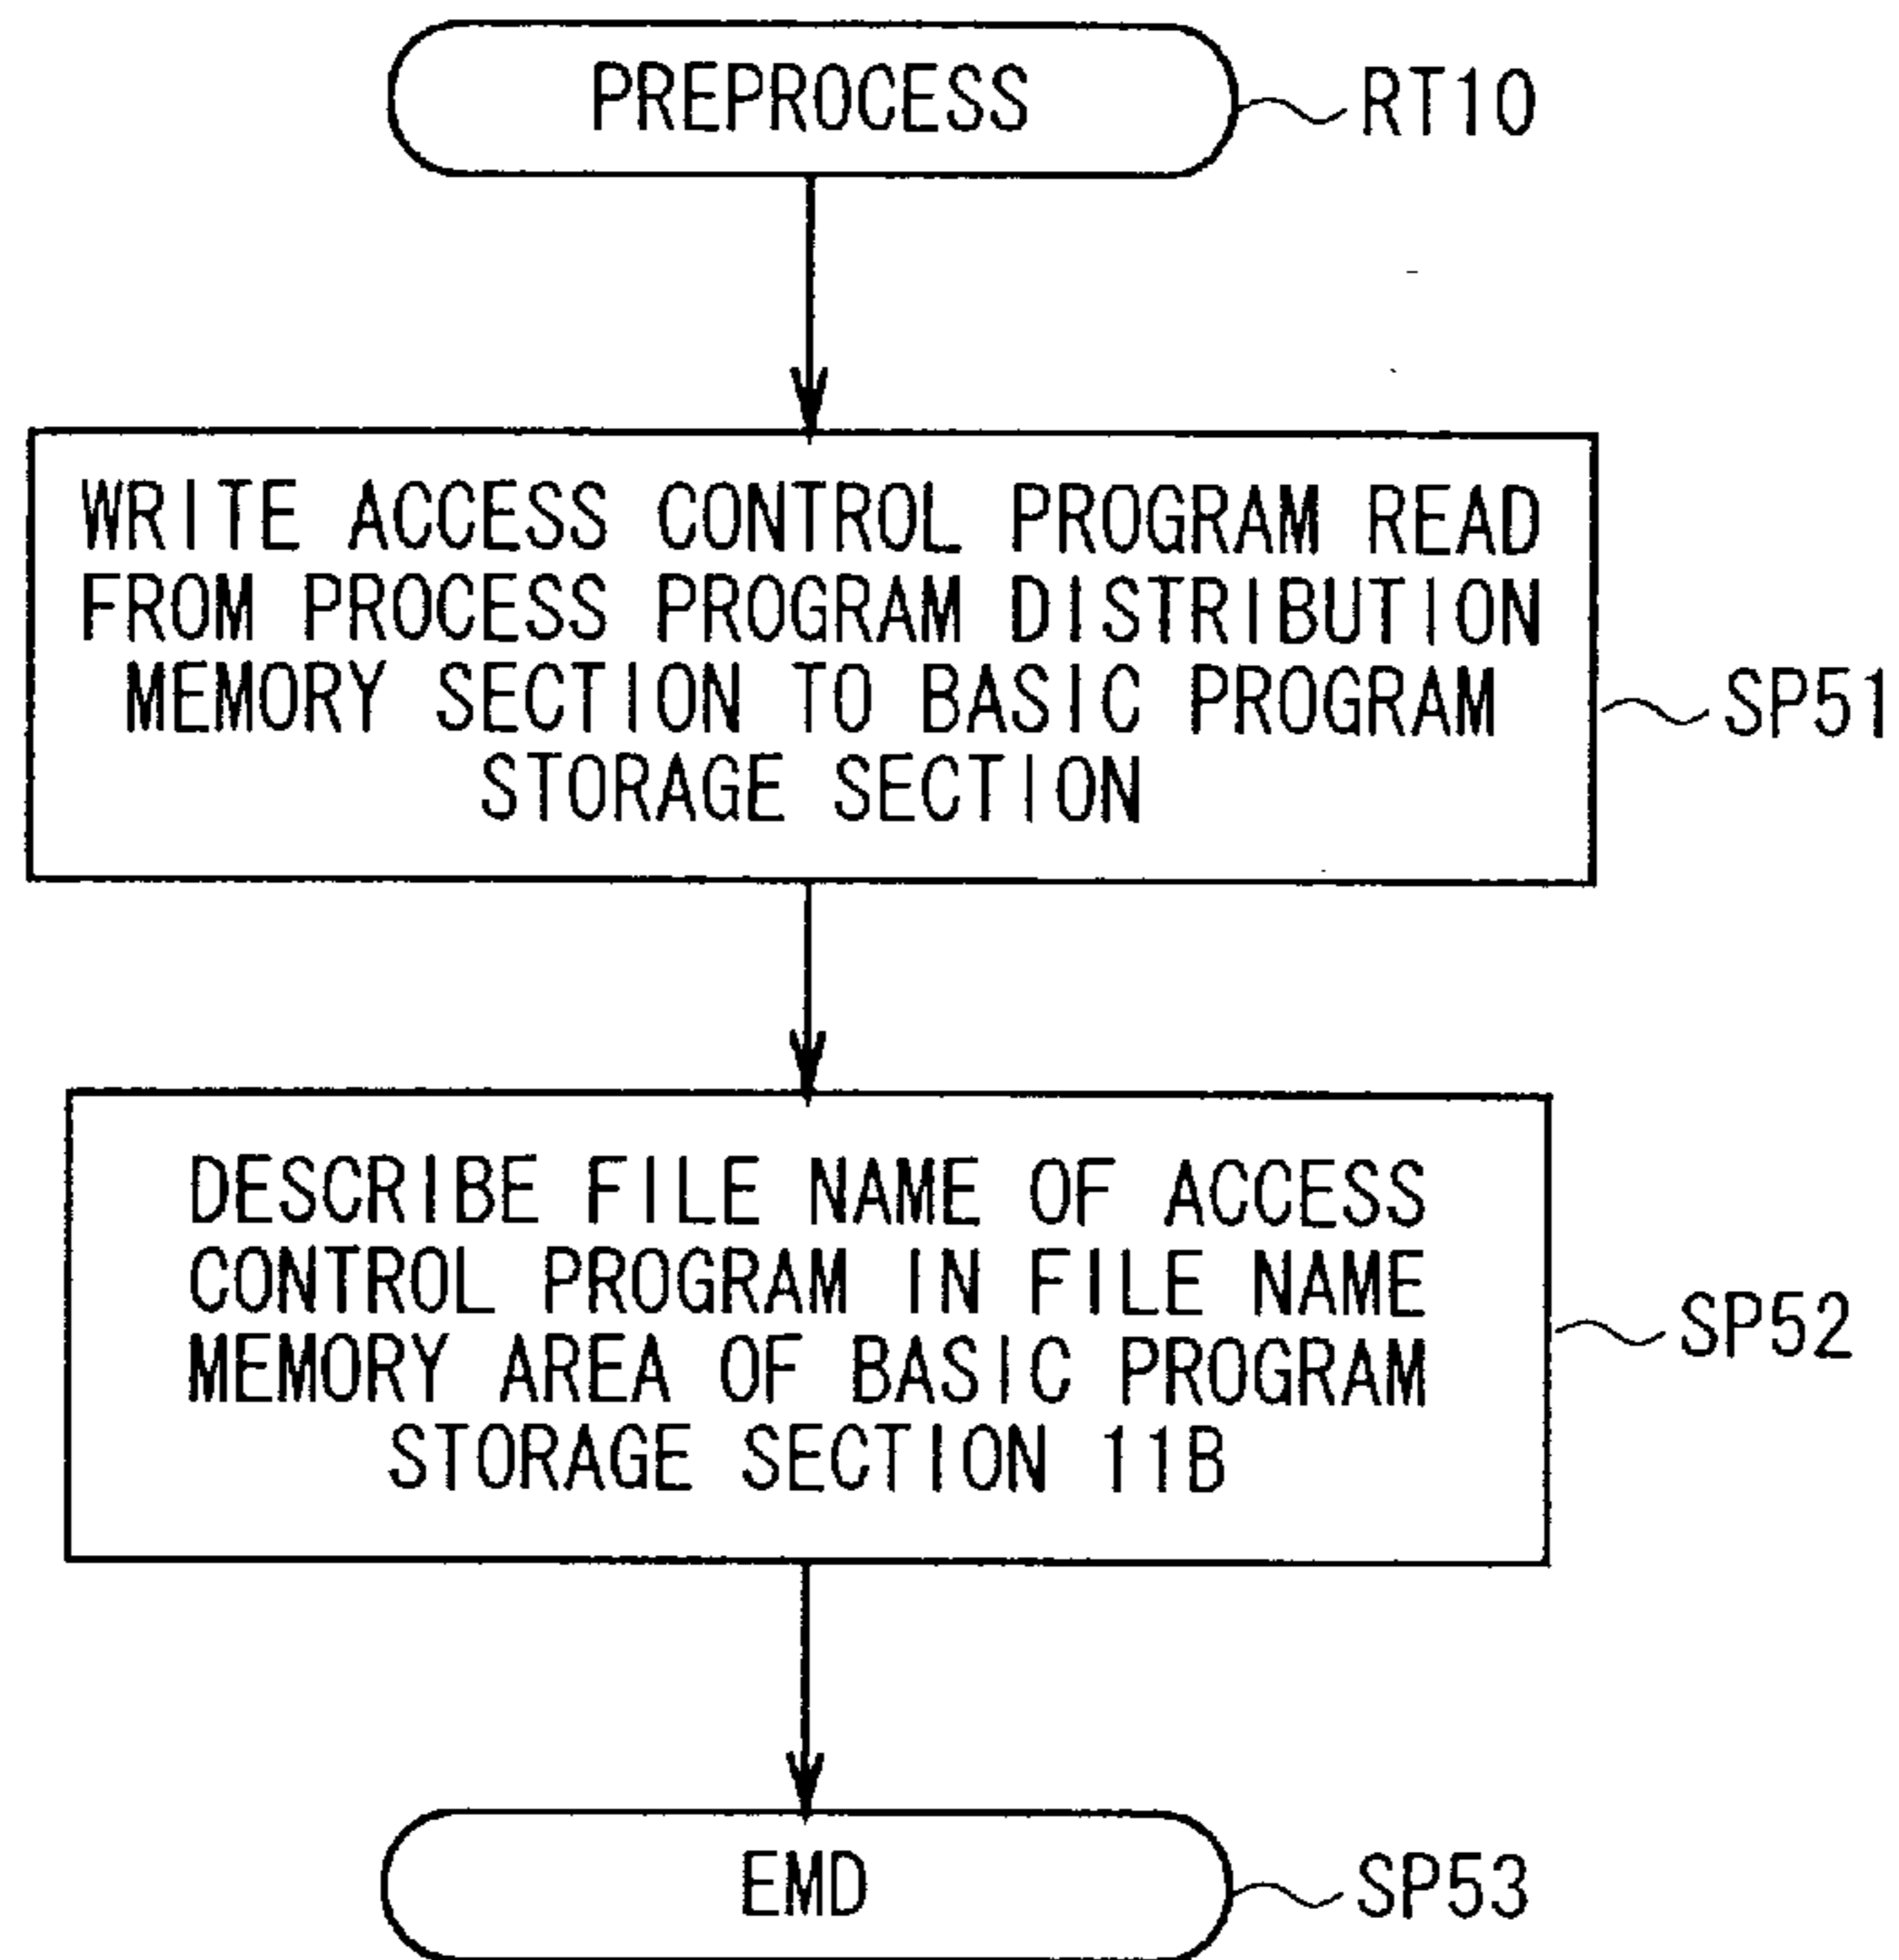 PREPROCESS
RT10
WRITE ACCESS CONTROL PROGRAM READ
FROM PROCESS PROGRAM DISTRIBUTION
MEMORY SECTION TO BASIC PROGRAM
STORAGE SECTION
SP51
DESCRIBE FILE NAME OF ACCESS
CONTROL PROGRAM IN FILE NAME
MEMORY AREA OF BASIC PROGRAM
STORAGE SECTION 11B
SP52
EMD
SP53